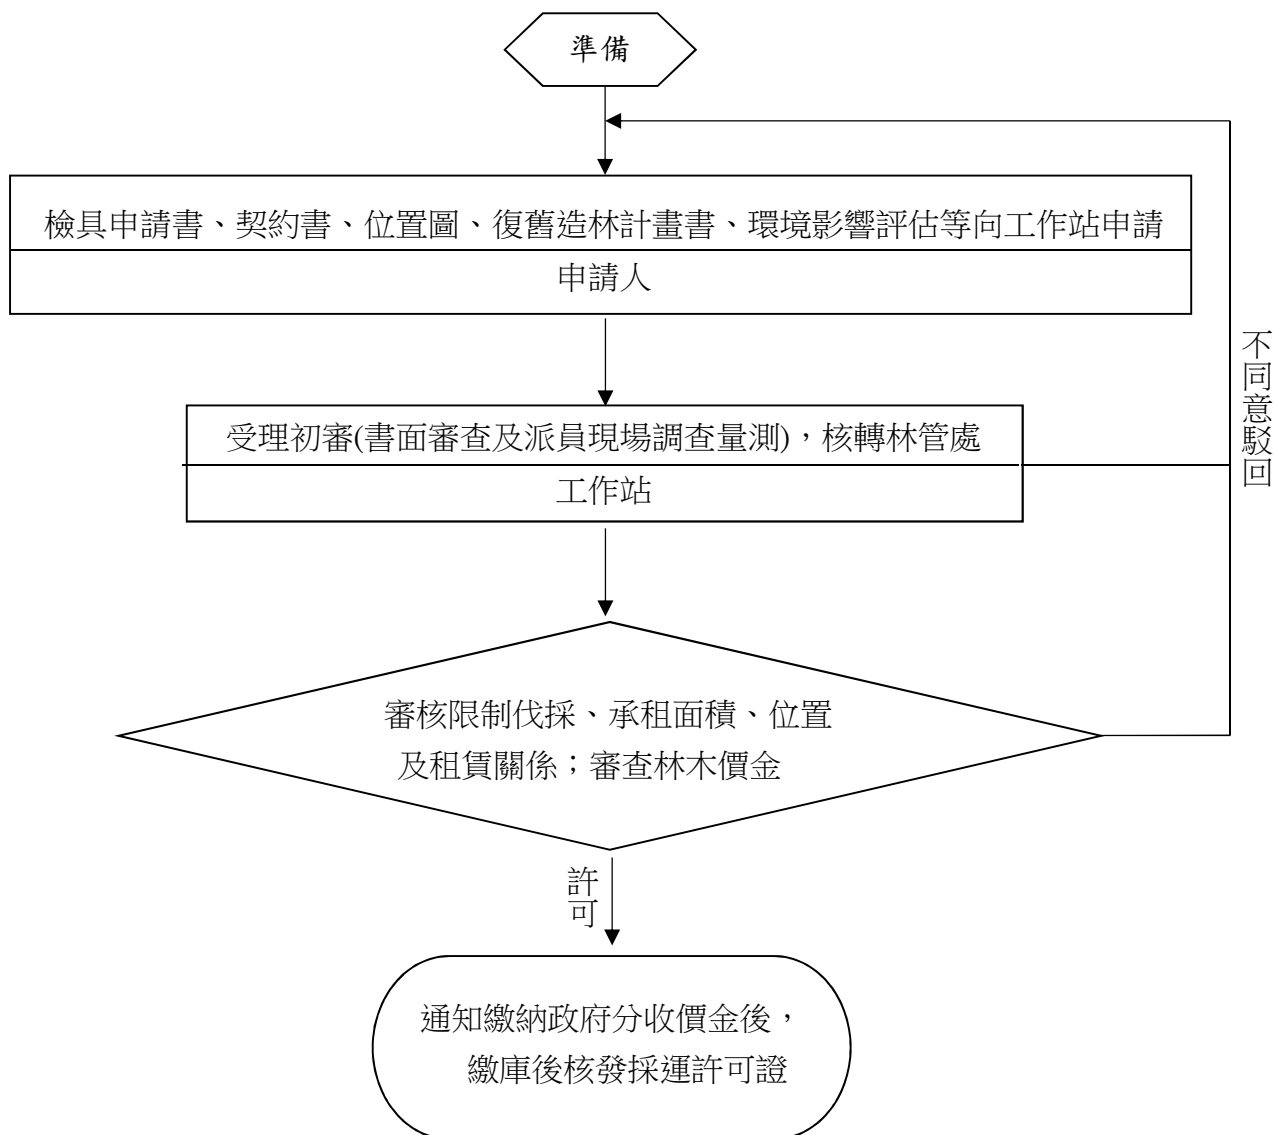 準備
檢具申請書、契約書、位置圖、復舊造林計畫書、環境影響評估等向工作站申請
申請人
受理初審(書面審查及派員現場調查量測)，核轉林管處
工作站
不同意駁回
審核限制伐採、承租面積、位置
及租賃關係；審查林木價金
許可
通知繳納政府分收價金後，
繳庫後核發採運許可證